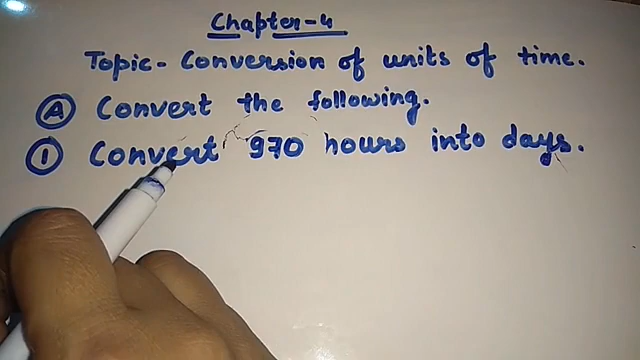 Chapter-4
Topic- Conversion of units of time.
Ⓐ Convert the following.
① Convert 970 hours into days.